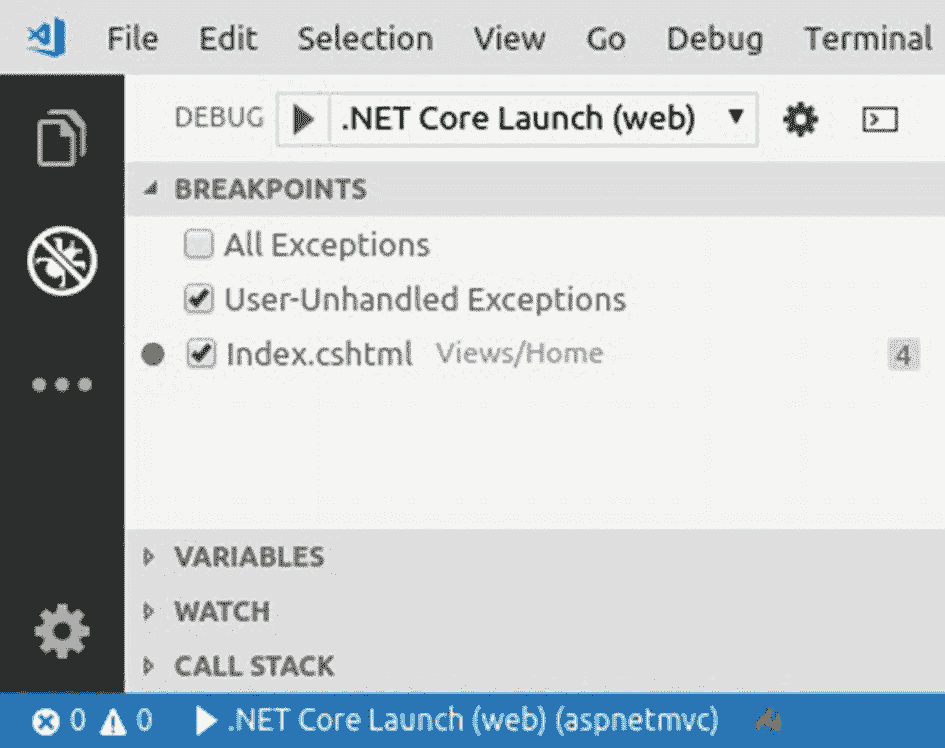 File Edit Selection View Go Debug Terminal
DEBUG .NET Core Launch (web)
BREAKPOINTS
All Exceptions
User-Unhandled Exceptions
Index.cshtml Views/Home 4
VARIABLES
WATCH
CALL STACK
0 0 .NET Core Launch (web) (aspnetmvc)